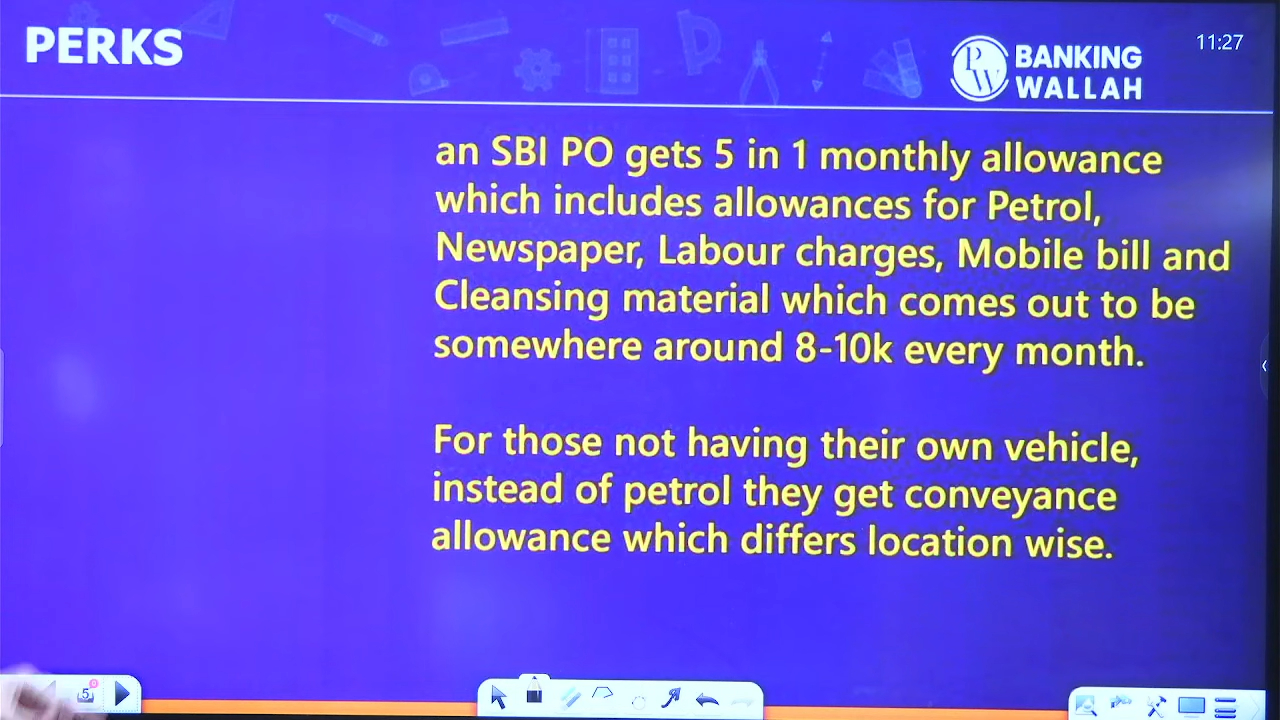 PERKS
PW
BANKING
WALLAH
11:27
an SBI PO gets 5 in 1 monthly allowance
which includes allowances for Petrol,
Newspaper, Labour charges, Mobile bill and
Cleansing material which comes out to be
somewhere around 8-10k every month.
For those not having their own vehicle,
instead of petrol they get conveyance
allowance which differs location wise.
5